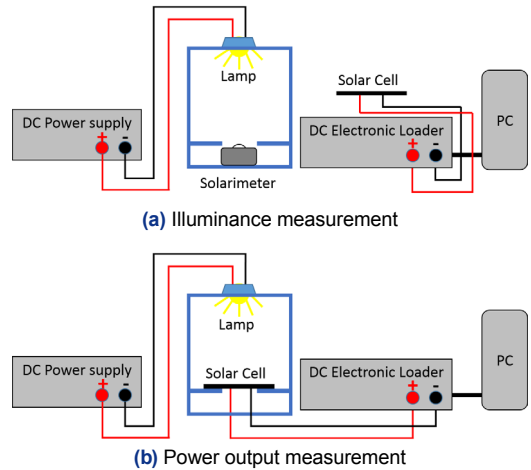 Lamp
Solar Cell
DC Power supply
+ -
DC Electronic Loader
+ -
PC
Solarimeter
(a) Illuminance measurement
Lamp
DC Power supply
+ -
Solar Cell
DC Electronic Loader
+ -
PC
(b) Power output measurement